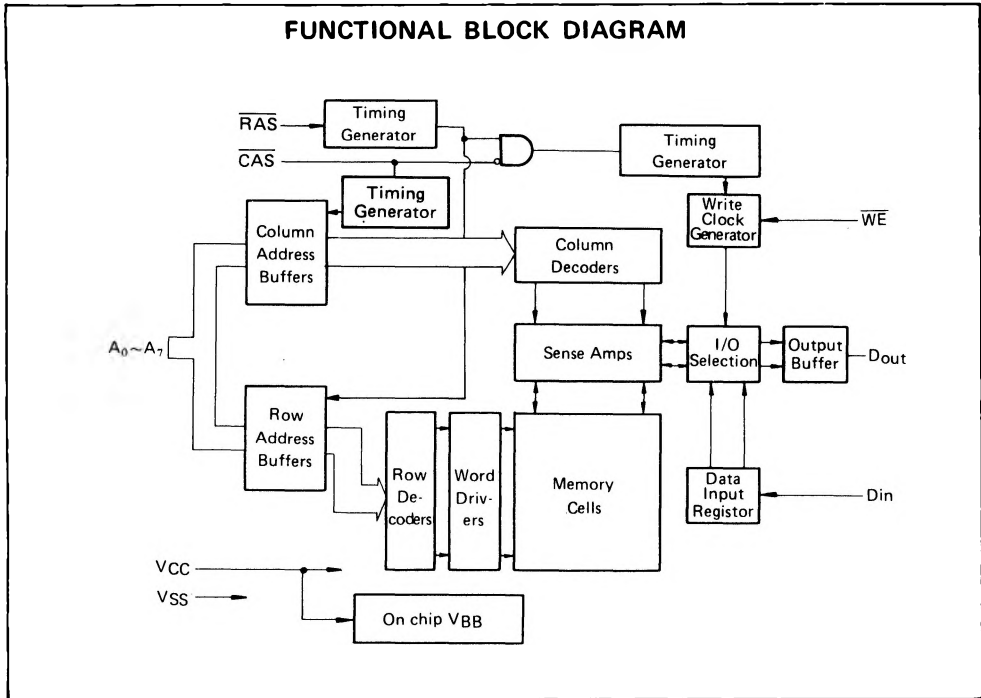 FUNCTIONAL BLOCK DIAGRAM
RAS
Timing
Generator
CAS
Timing
Generator
Timing
Generator
Write
Clock
Generator
WE
Column
Address
Buffers
Column
Decoders
A0~A7
Sense Amps
I/O
Selection
Output
Buffer
Dout
Row
Address
Buffers
Row
De-
coders
Word
Driv-
ers
Memory
Cells
Data
Input
Registor
Din
VCC
VSS
On chip VBB